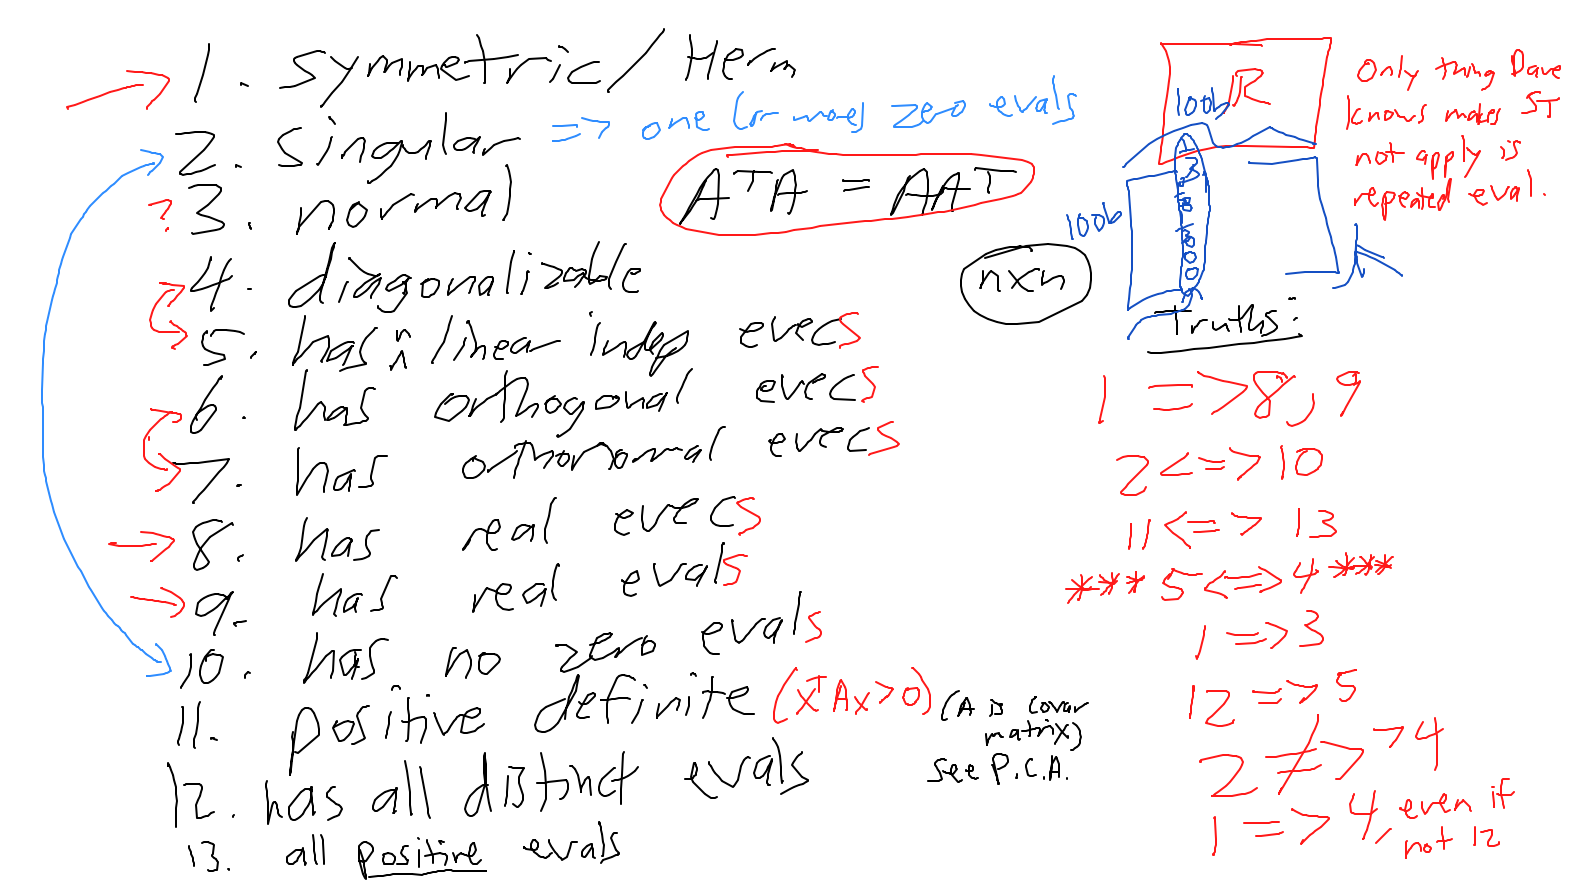 1. symmetric/Herm
2. singular => one (or more) zero evals
? 3. normal
AᵀA = AAᵀ
4. diagonalizable
5. has n linear indep evecs
6. has orthogonal evecs
7. has orthonormal evecs
8. has real evecs
9. has real evals
10. has no zero evals
11. positive definite (xᵀAx>0) (A is covar
matrix)
see P.C.A.
12. has all distinct evals
13. all positive evals
nxn
R
100b
100b
Only thing Dave
knows makes ST
not apply is
repeated eval.
Truths:
1 => 8, 9
2 <=> 10
11 <=> 13
*** 5 <=> 4 ***
1 => 3
12 => 5
2 ≠> 74
1 => 4, even if
not 12